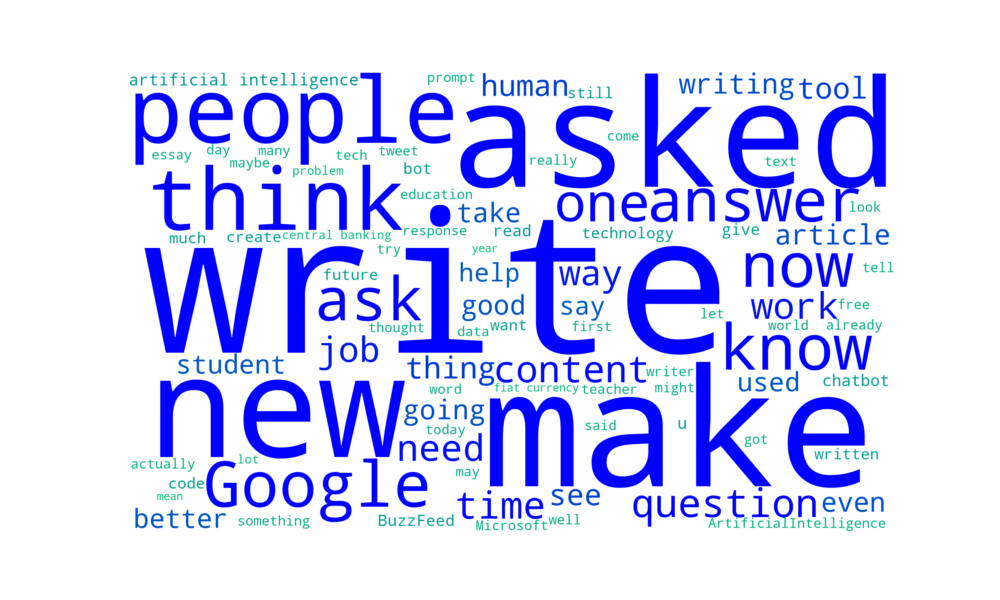 artificial intelligence prompt human still writing tool
people asked
come
essay day many tech tweet really text
maybe problem bot
think education one answer look
take
much create central banking response read technology give article
write
try year now tell
future help way
ask good say work free
thought data want first let world already
job know
student thing content writer
new word fiat currency teacher might used chatbot
going make
today said u got
need written
actually lot may
Google
code
mean time see question even
better something BuzzFeed Microsoft well ArtificialIntelligence